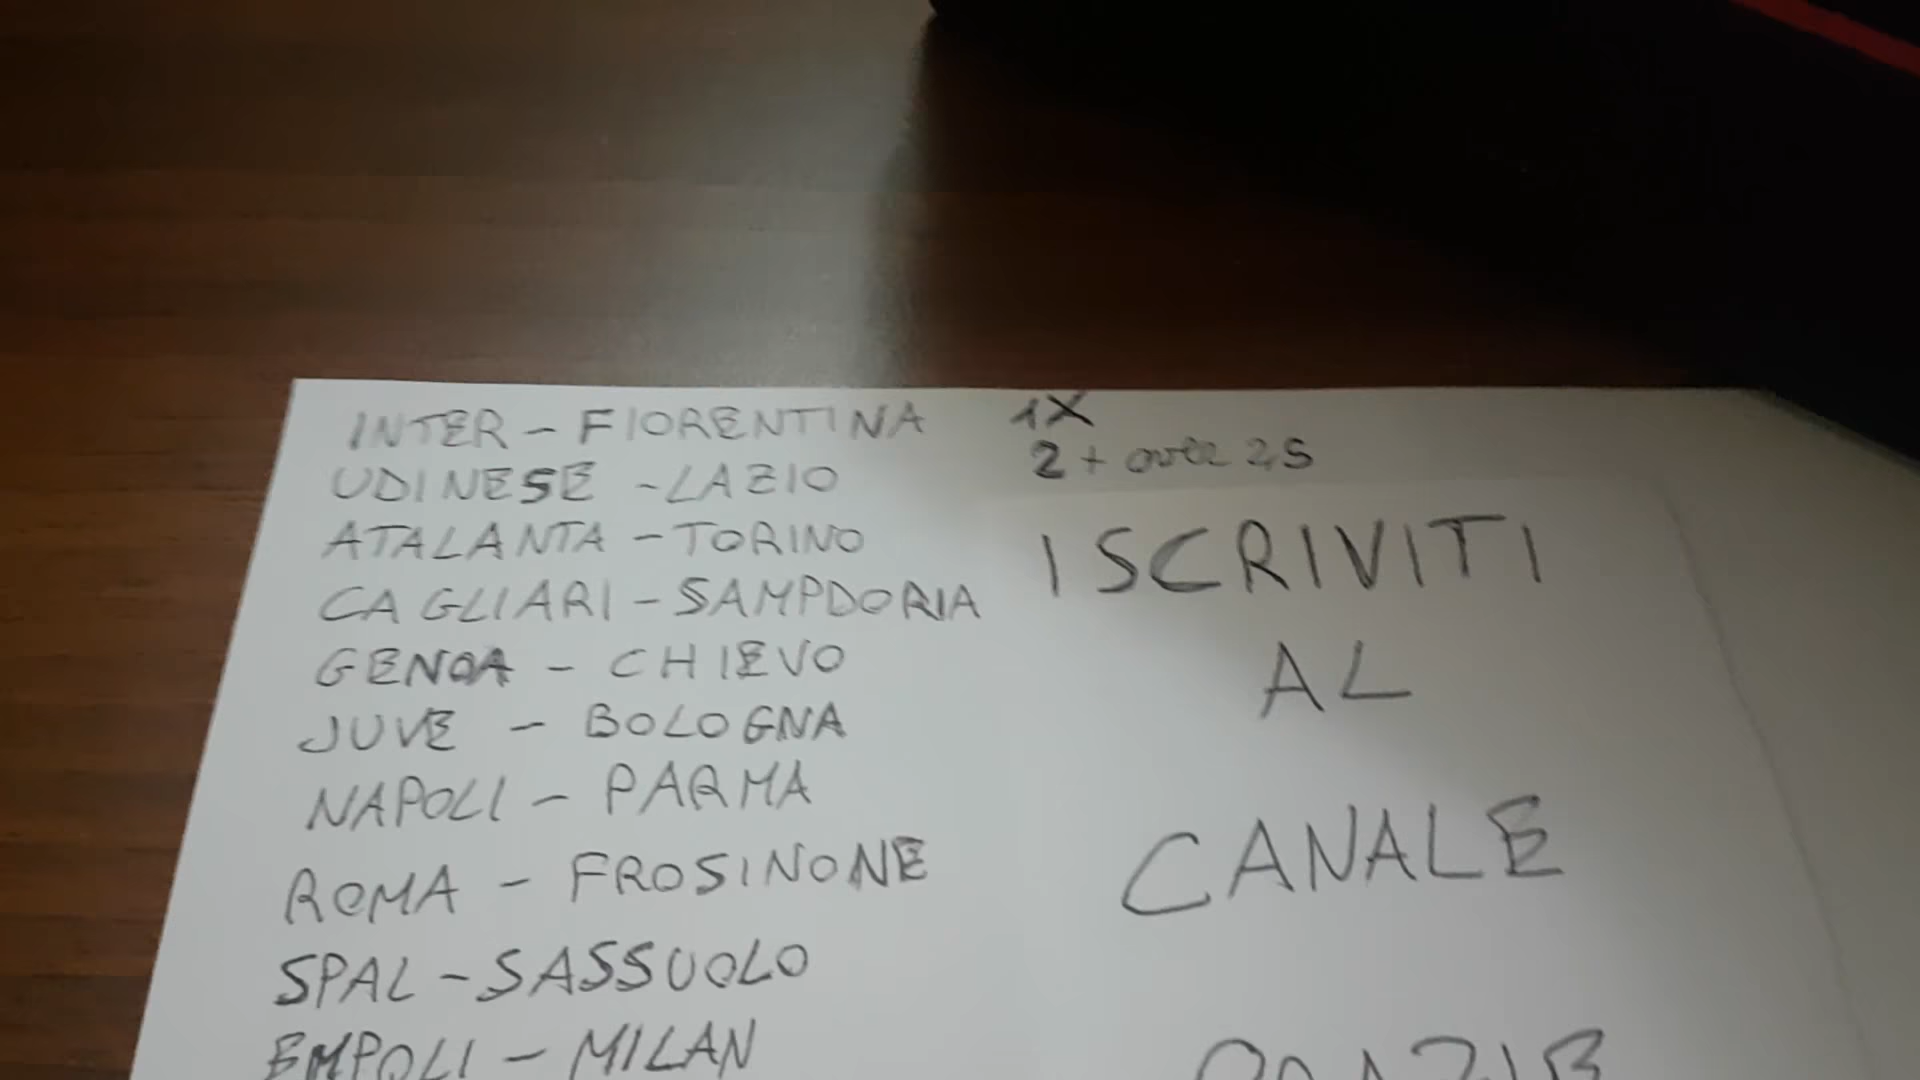 INTER - FIORENTINA 1X
UDINESE - LAZIO 2 + over 2,5
ATALANTA - TORINO
CAGLIARI - SAMPDORIA
GENOA - CHIEVO
JUVE - BOLOGNA
NAPOLI - PARMA
ROMA - FROSINONE
SPAL - SASSUOLO
EMPOLI - MILAN
ISCRIVITI
AL
CANALE